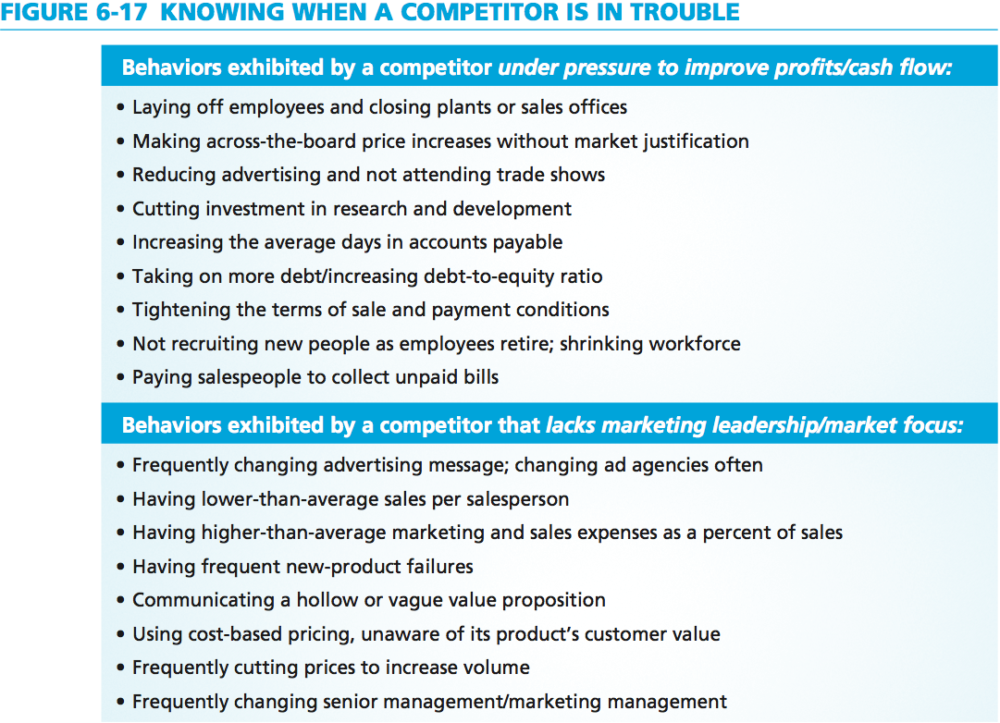 FIGURE 6-17 KNOWING WHEN A COMPETITOR IS IN TROUBLE
Behaviors exhibited by a competitor under pressure to improve profits/cash flow:
• Laying off employees and closing plants or sales offices
• Making across-the-board price increases without market justification
• Reducing advertising and not attending trade shows
• Cutting investment in research and development
• Increasing the average days in accounts payable
• Taking on more debt/increasing debt-to-equity ratio
• Tightening the terms of sale and payment conditions
• Not recruiting new people as employees retire; shrinking workforce
• Paying salespeople to collect unpaid bills
Behaviors exhibited by a competitor that lacks marketing leadership/market focus:
• Frequently changing advertising message; changing ad agencies often
• Having lower-than-average sales per salesperson
• Having higher-than-average marketing and sales expenses as a percent of sales
• Having frequent new-product failures
• Communicating a hollow or vague value proposition
• Using cost-based pricing, unaware of its product’s customer value
• Frequently cutting prices to increase volume
• Frequently changing senior management/marketing management